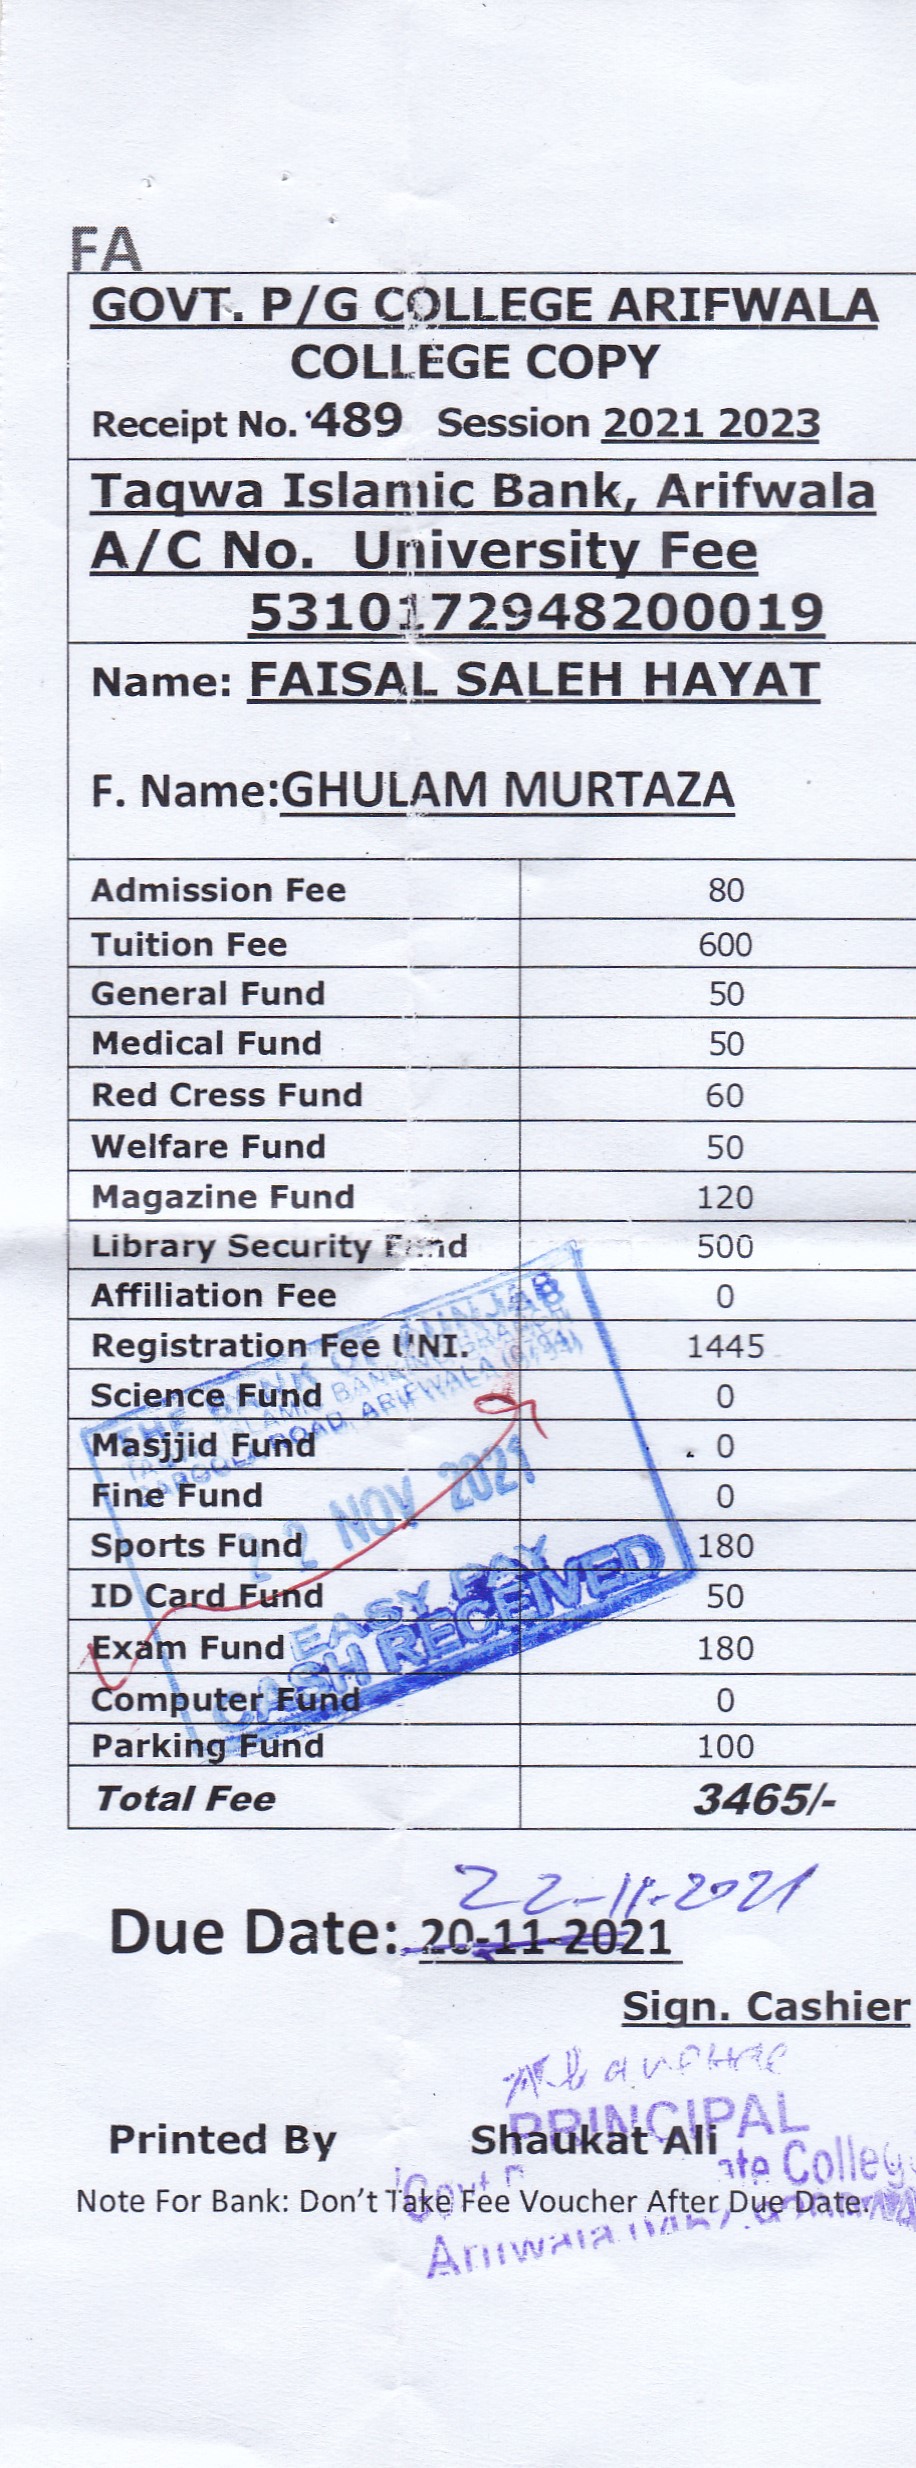 FA
GOVT. P/G COLLEGE ARIFWALA
COLLEGE COPY
Receipt No. 489 Session 2021 2023
Taqwa Islamic Bank, Arifwala
A/C No. University Fee
5310172948200019
Name: FAISAL SALEH HAYAT
F. Name:GHULAM MURTAZA
Admission Fee 80
Tuition Fee 600
General Fund 50
Medical Fund 50
Red Cress Fund 60
Welfare Fund 50
Magazine Fund 120
Library Security Fund 500
Affiliation Fee 0
Registration Fee UNI. 1445
Science Fund 0
Masjjid Fund 0
Fine Fund 0
Sports Fund 180
ID Card Fund 50
Exam Fund 180
Computer Fund 0
Parking Fund 100
Total Fee 3465/-
THE BANK OF PUNJAB
ISLAMIC BANKING BRANCH
ROAD, ARIFWALA
22 NOV 2021
EASY PAY
CASH RECEIVED
22-11-2021
Due Date: 20-11-2021
Sign. Cashier
PRINCIPAL
Printed By Shaukat Ali
College
Note For Bank: Don't Take Fee Voucher After Due Date.
Arifwala